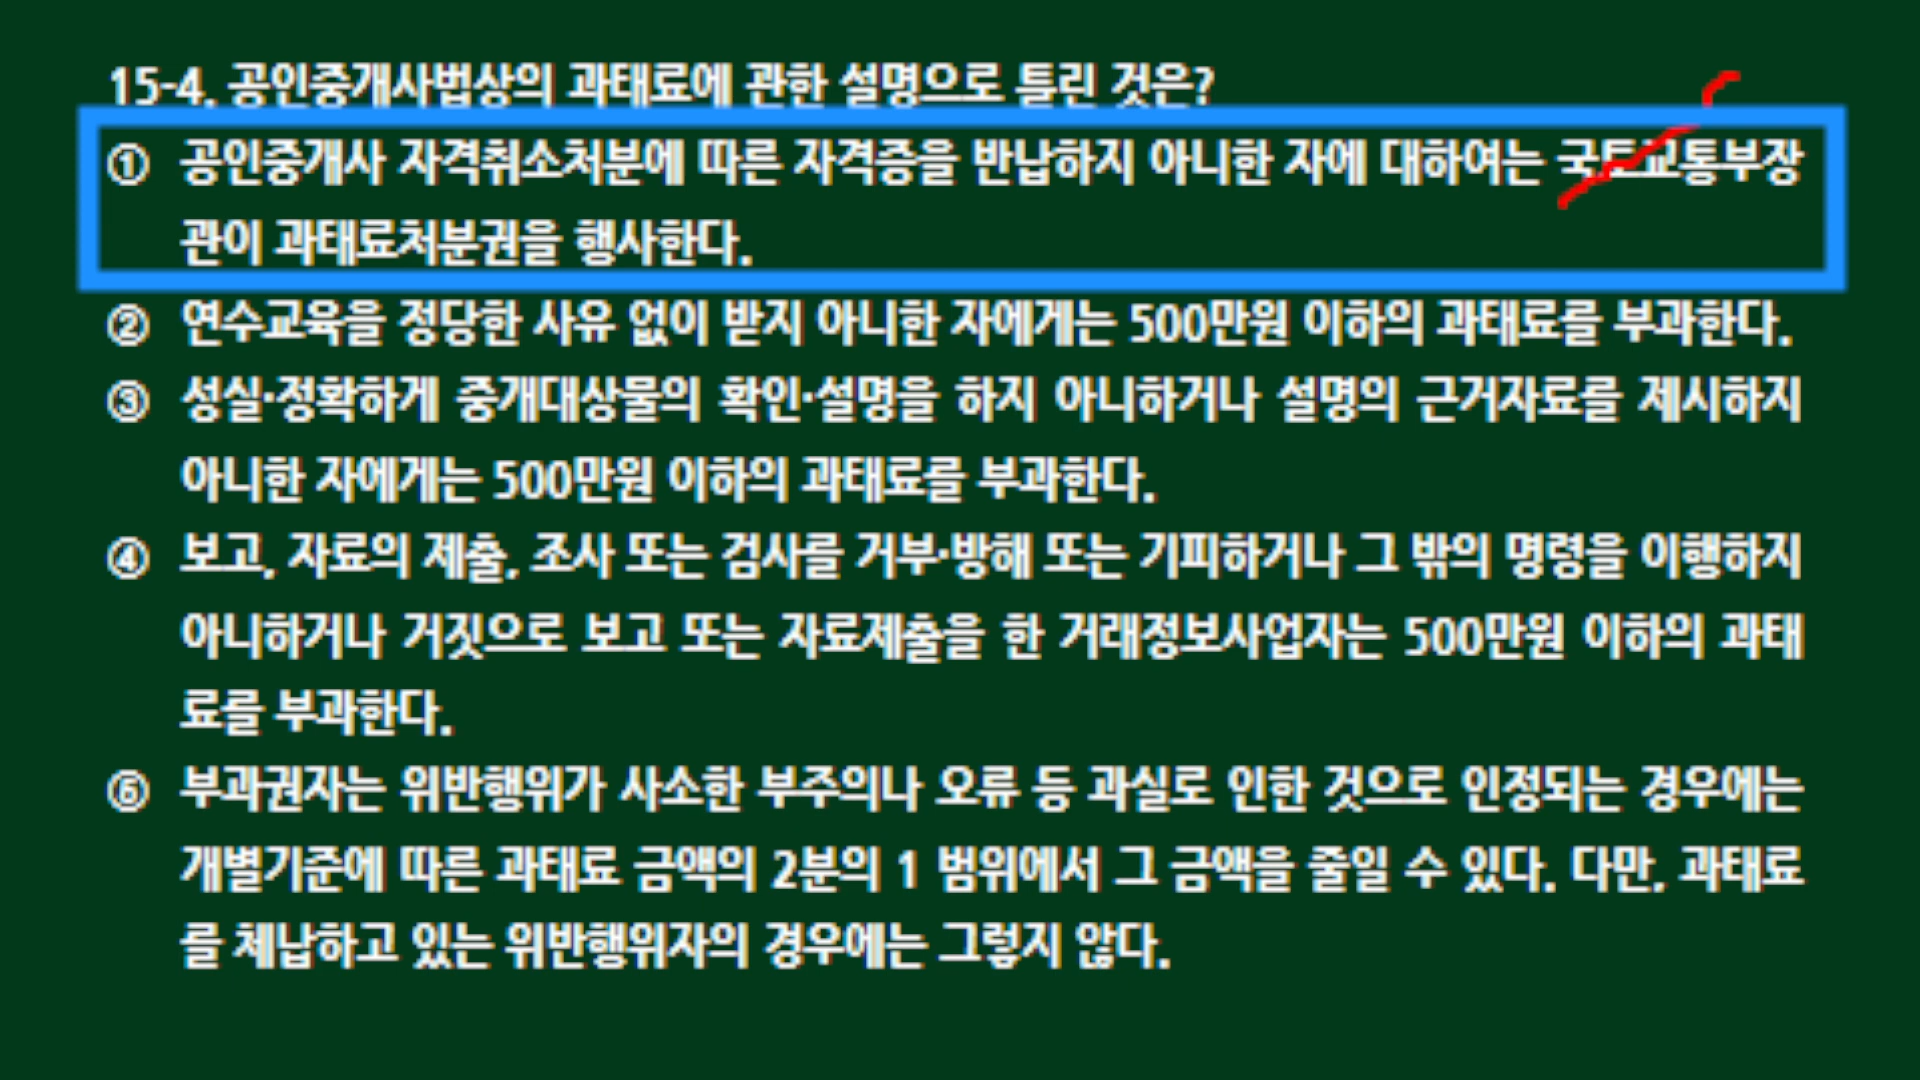 15-4. 공인중개사법상의 과태료에 관한 설명으로 틀린 것은?
① 공인중개사 자격취소처분에 따른 자격증을 반납하지 아니한 자에 대하여는 국토교통부장
관이 과태료처분권을 행사한다.
② 연수교육을 정당한 사유 없이 받지 아니한 자에게는 500만원 이하의 과태료를 부과한다.
③ 성실·정확하게 중개대상물의 확인·설명을 하지 아니하거나 설명의 근거자료를 제시하지
아니한 자에게는 500만원 이하의 과태료를 부과한다.
④ 보고, 자료의 제출, 조사 또는 검사를 거부·방해 또는 기피하거나 그 밖의 명령을 이행하지
아니하거나 거짓으로 보고 또는 자료제출을 한 거래정보사업자는 500만원 이하의 과태
료를 부과한다.
⑥ 부과권자는 위반행위가 사소한 부주의나 오류 등 과실로 인한 것으로 인정되는 경우에는
개별기준에 따른 과태료 금액의 2분의 1 범위에서 그 금액을 줄일 수 있다. 다만, 과태료
를 체납하고 있는 위반행위자의 경우에는 그렇지 않다.